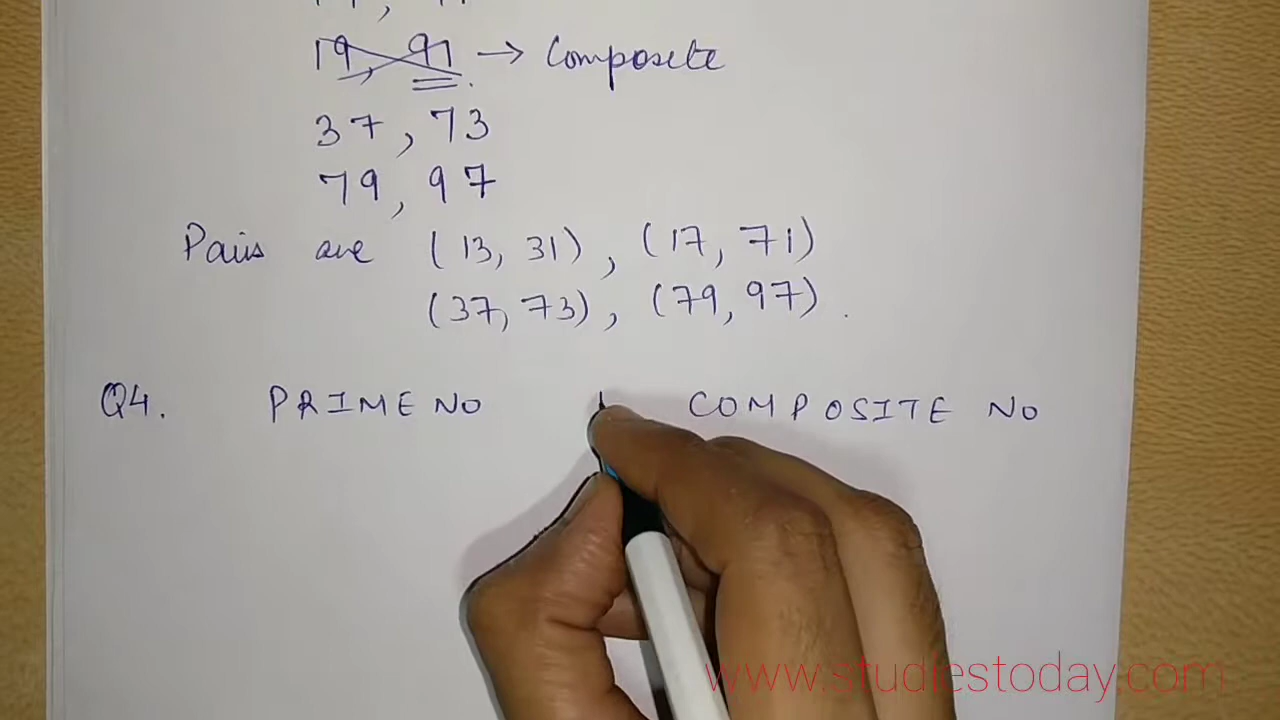 19, 91 → Composite
37, 73
79, 97
Pairs are (13, 31), (17, 71)
(37, 73), (79, 97).
Q4. PRIME NO COMPOSITE NO
www.studiestoday.com